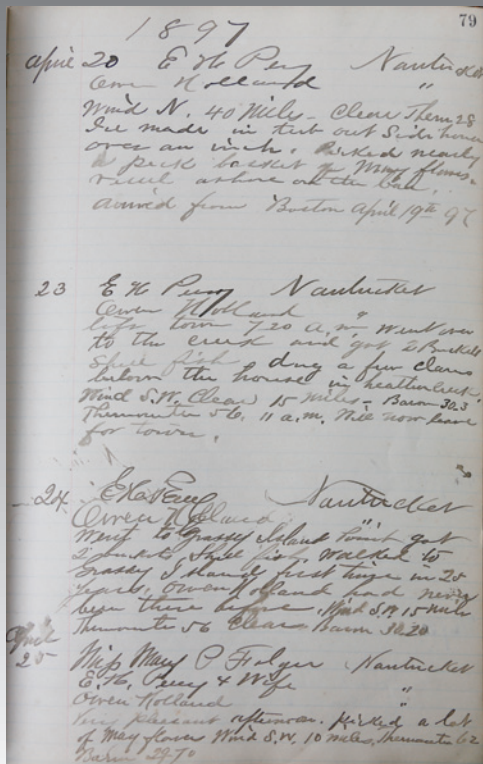 79
1897
April 20 E H Perry Nantucket
Owen Holland "
Wind N. 40 Miles - Clear Ther 28
Ice made in tub out Side house
over an inch. Picked nearly
a peck basket of May flowers.
vessel ashore on the bar.
arrived from Boston April 19th 97
23 E H Perry Nantucket
Owen Holland "
left town 7.20 a.m. went over
to the creek and got 2 Buckets
Shell fish, dug a few clams
below the house in
Wind S.W. Clear 15 miles - Barom 30.3
Thermometer 56. 11 a.m. Will now leave
for town.
24 E H Perry Nantucket
Owen Holland "
Went to Grassy Island Point got
2 Shell fish, walked to
Grassy Island, first time in 25
years, Owen Holland had never
been there before. Wind S.W. 15 miles
Thermometer 56 Clear Barom 30.20
April
25 Miss Mary P Folger Nantucket
E. H. Perry & Wife "
Owen Holland "
Very pleasant afternoon. picked a lot
of May flowers Wind S.W. 10 miles, Thermometer 62
Barom 29.70